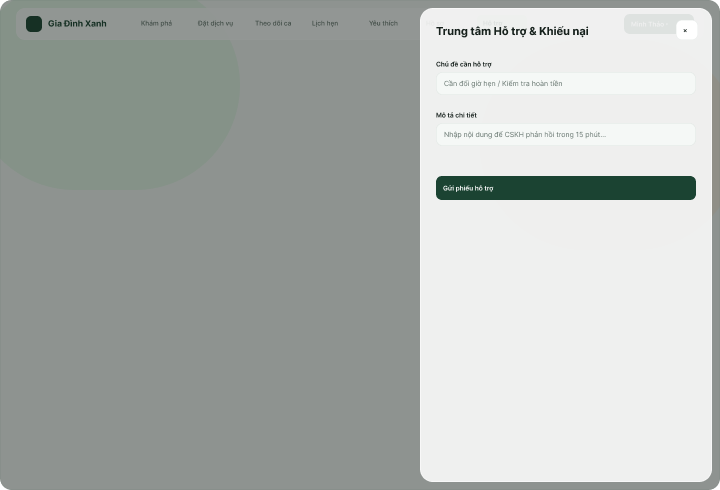 Gia Đình Xanh
Khám phá
Đặt dịch vụ
Theo dõi ca
Lịch hẹn
Yêu thích
Trung tâm Hỗ trợ & Khiếu nại
×
Chủ đề cần hỗ trợ
Cần đổi giờ hẹn / Kiểm tra hoàn tiền
Mô tả chi tiết
Nhập nội dung để CSKH phản hồi trong 15 phút...
Gửi phiếu hỗ trợ